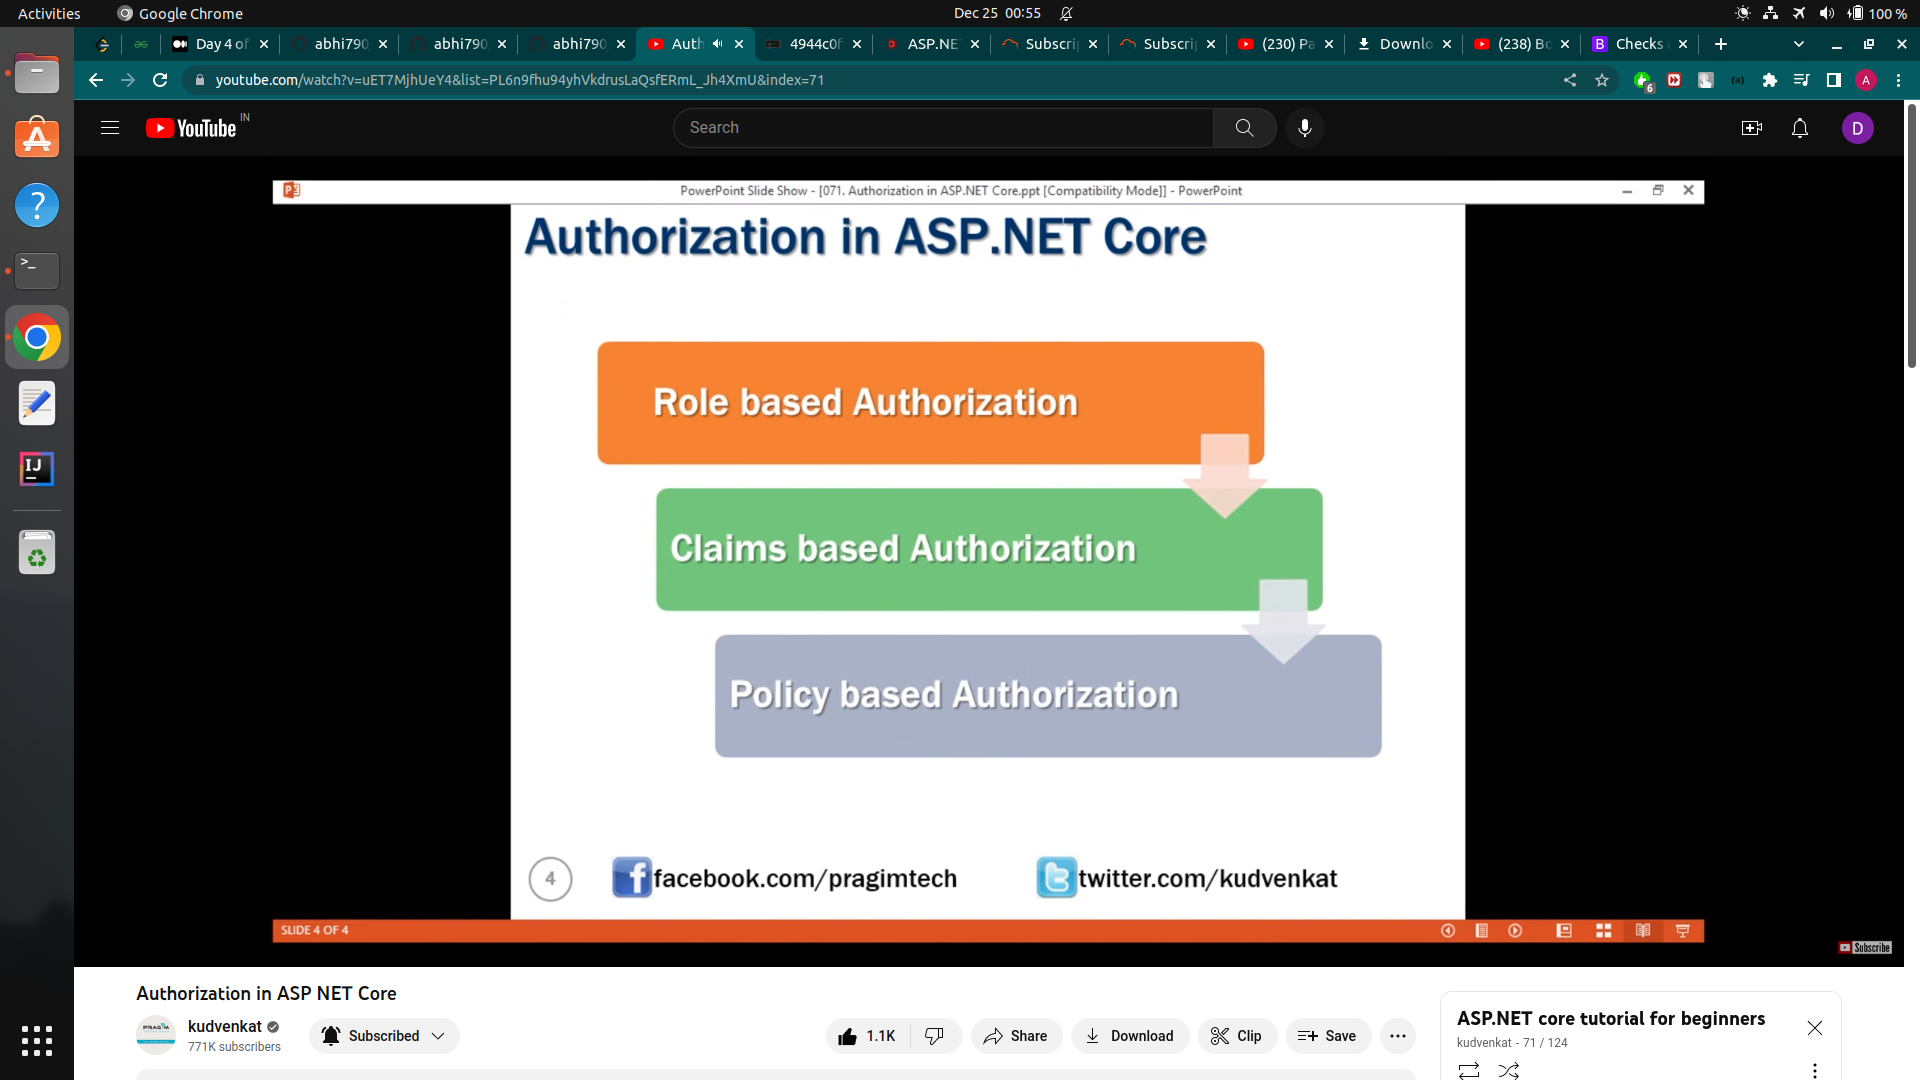 Activities
Google Chrome
Dec 25 00:55
100 %
Day 4 of
abhi790
abhi790
abhi790
Auth
4944c0f
ASP.NE
Subscri
Subscri
(230) Pa
Downlo
(238) Bo
Checks
youtube.com/watch?v=uET7MjhUeY4&list=PL6n9fhu94yhVkdrusLaQsfERmL_Jh4XmU&index=71
6
A
YouTube
IN
Search
D
PowerPoint Slide Show - [071. Authorization in ASP.NET Core.ppt [Compatibility Mode]] - PowerPoint
Authorization in ASP.NET Core
Role based Authorization
Claims based Authorization
Policy based Authorization
4
facebook.com/pragimtech
twitter.com/kudvenkat
SLIDE 4 OF 4
Subscribe
IJ
Authorization in ASP NET Core
PRAGIM
kudvenkat
771K subscribers
Subscribed
1.1K
Share
Download
Clip
Save
ASP.NET core tutorial for beginners
kudvenkat - 71 / 124